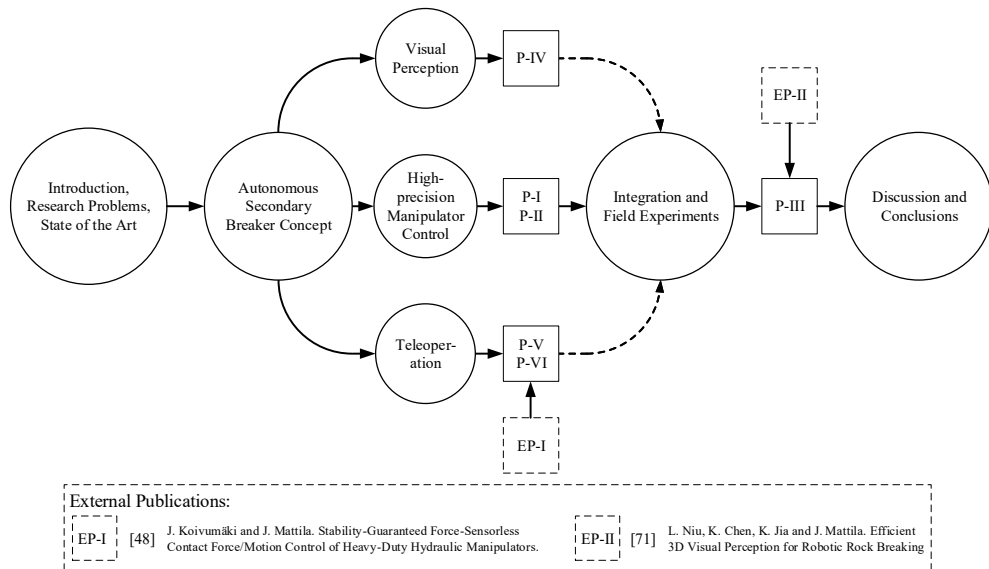 Visual
Perception
P-IV
EP-II
Introduction,
Research Problems,
State of the Art
Autonomous
Secondary
Breaker Concept
High-
precision
Manipulator
Control
P-I
P-II
Integration and
Field Experiments
P-III
Discussion and
Conclusions
Teleoper-
ation
P-V
P-VI
EP-I
External Publications:
EP-I [48] J. Koivumäki and J. Mattila. Stability-Guaranteed Force-Sensorless
Contact Force/Motion Control of Heavy-Duty Hydraulic Manipulators.
EP-II [71] L. Niu, K. Chen, K. Jia and J. Mattila. Efficient
3D Visual Perception for Robotic Rock Breaking